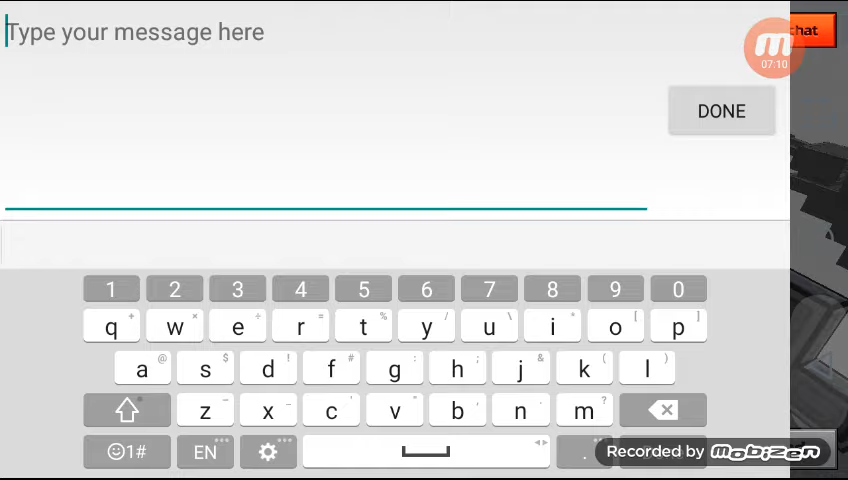 Type your message here
chat
07:10
DONE
1 2 3 4 5 6 7 8 9 0
+ × ÷ = % / \ * [ ]
q w e r t y u i o p
@ $ ! # : ; & ( )
a s d f g h j k l
- _ ' " , . ?
z x c v b n m
1# EN .
Recorded by mobizen